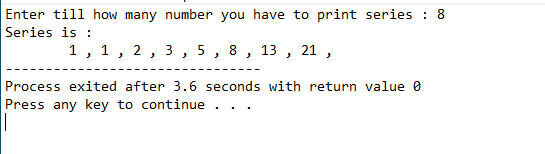 Enter till how many number you have to print series : 8
Series is :
        1 , 1 , 2 , 3 , 5 , 8 , 13 , 21 ,
--------------------------------
Process exited after 3.6 seconds with return value 0
Press any key to continue . . .